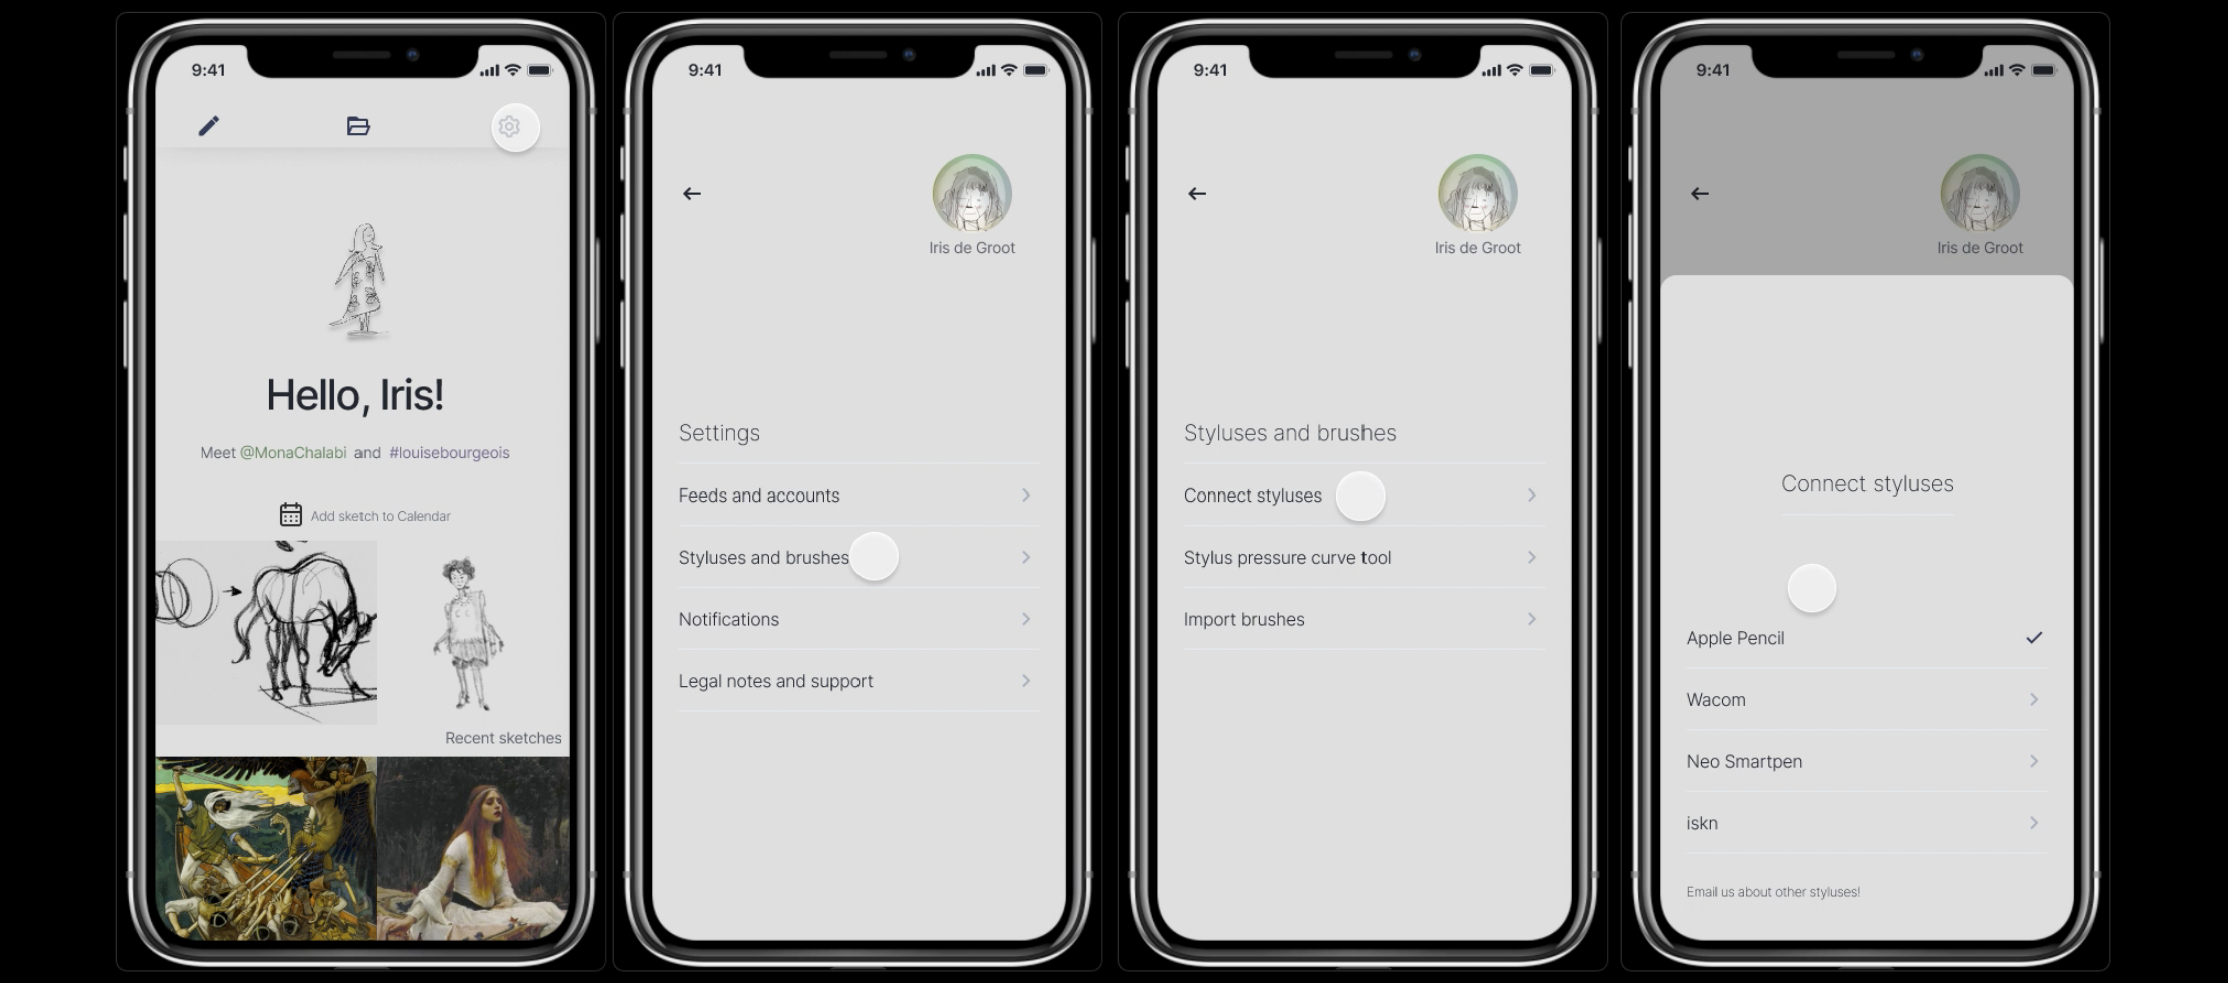 9:41
Hello, Iris!
Meet @MonaChalabi and #louisebourgeois
Add sketch to Calendar
Recent sketches
9:41
Iris de Groot
Settings
Feeds and accounts
Styluses and brushes
Notifications
Legal notes and support
9:41
Iris de Groot
Styluses and brushes
Connect styluses
Stylus pressure curve tool
Import brushes
9:41
Iris de Groot
Connect styluses
Apple Pencil
Wacom
Neo Smartpen
iskn
Email us about other styluses!